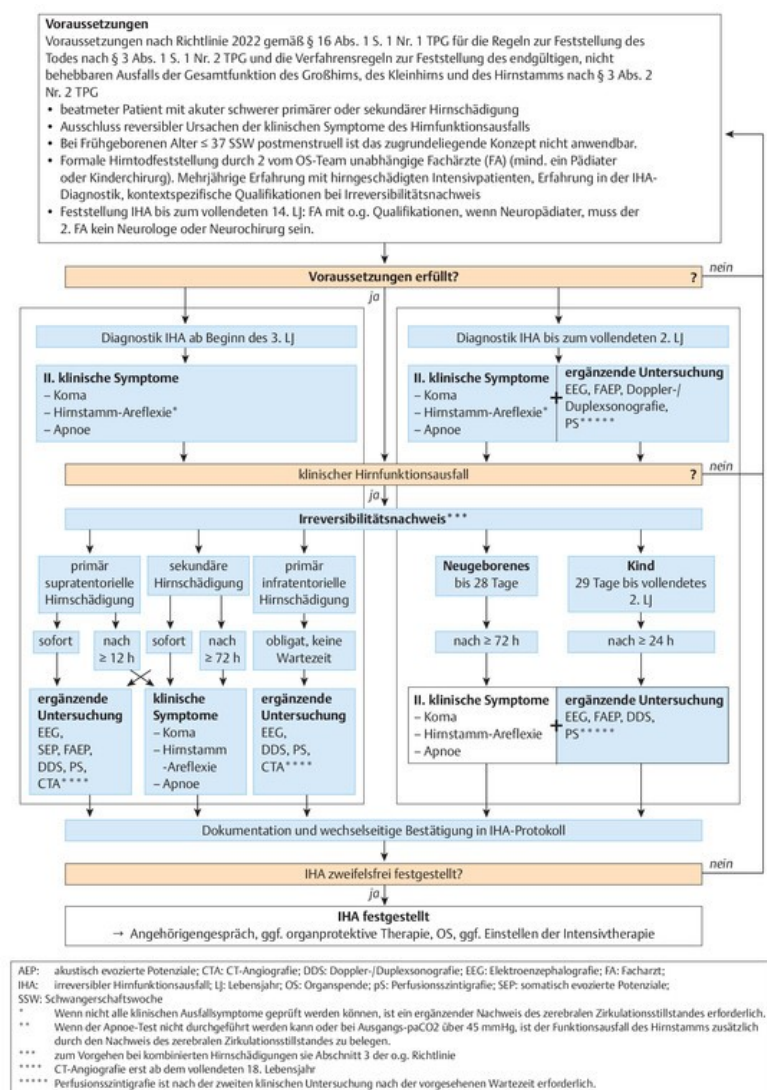 Voraussetzungen
Voraussetzungen nach Richtlinie 2022 gemäß § 16 Abs. 1 S. 1 Nr. 1 TPG für die Regeln zur Feststellung des
Todes nach § 3 Abs. 1 S. 1 Nr. 2 TPG und die Verfahrensregeln zur Feststellung des endgültigen, nicht
behebbaren Ausfalls der Gesamtfunktion des Großhirns, des Kleinhirns und des Hirnstamms nach § 3 Abs. 2
Nr. 2 TPG
• beatmeter Patient mit akuter schwerer primärer oder sekundärer Hirnschädigung
• Ausschluss reversibler Ursachen der klinischen Symptome des Hirnfunktionsausfalls
• Bei Frühgeborenen Alter ≤ 37 SSW postmenstruell ist das zugrundeliegende Konzept nicht anwendbar.
• Formale Hirntodfeststellung durch 2 vom OS-Team unabhängige Fachärzte (FA) (mind. ein Pädiater
oder Kinderchirurg). Mehrjährige Erfahrung mit hirngeschädigten Intensivpatienten, Erfahrung in der IHA-
Diagnostik, kontextspezifische Qualifikationen bei Irreversibilitätsnachweis
• Feststellung IHA bis zum vollendeten 14. LJ: FA mit o.g. Qualifikationen, wenn Neuropädiater, muss der
2. FA kein Neurologe oder Neurochirurg sein.
Voraussetzungen erfüllt?
?
nein
ja
Diagnostik IHA ab Beginn des 3. LJ
II. klinische Symptome
– Koma
– Hirnstamm-Areflexie*
– Apnoe
Diagnostik IHA bis zum vollendeten 2. LJ
II. klinische Symptome
– Koma
– Hirnstamm-Areflexie*
– Apnoe
+
ergänzende Untersuchung
EEG, FAEP, Doppler-/
Duplexsonografie,
PS*****
klinischer Hirnfunktionsausfall
?
nein
ja
Irreversibilitätsnachweis***
primär
supratentorielle
Hirnschädigung
sekundäre
Hirnschädigung
primär
infratentorielle
Hirnschädigung
sofort
nach
≥ 12 h
sofort
nach
≥72 h
obligat, keine
Wartezeit
ergänzende
Untersuchung
EEG,
SEP, FAEP,
DDS, PS,
CTA****
klinische
Symptome
– Koma
– Hirnstamm
-Areflexie
– Apnoe
ergänzende
Untersuchung
EEG,
DDS, PS,
CTA****
Neugeborenes
bis 28 Tage
Kind
29 Tage bis vollendetes
2. LJ
nach ≥ 72 h
nach ≥ 24 h
II. klinische Symptome
– Koma
– Hirnstamm-Areflexie
– Apnoe
+
ergänzende Untersuchung
EEG, FAEP, DDS,
PS*****
Dokumentation und wechselseitige Bestätigung in IHA-Protokoll
IHA zweifelsfrei festgestellt?
nein
ja
IHA festgestellt
→ Angehörigengespräch, ggf. organprotektive Therapie, OS, ggf. Einstellen der Intensivtherapie
AEP: akustisch evozierte Potenziale; CTA: CT-Angiografie; DDS: Doppler-/Duplexsonografie; EEG: Elektroenzephalografie; FA: Facharzt;
IHA: irreversibler Hirnfunktionsausfall; LJ: Lebensjahr; OS: Organspende; pS: Perfusionsszintigrafie; SEP: somatisch evozierte Potenziale;
SSW: Schwangerschaftswoche
* Wenn nicht alle klinischen Ausfallsymptome geprüft werden können, ist ein ergänzender Nachweis des zerebralen Zirkulationsstillstandes erforderlich.
** Wenn der Apnoe-Test nicht durchgeführt werden kann oder bei Ausgangs-paCO2 über 45 mmHg, ist der Funktionsausfall des Hirnstamms zusätzlich
durch den Nachweis des zerebralen Zirkulationsstillstandes zu belegen.
*** zum Vorgehen bei kombinierten Hirnschädigungen sie Abschnitt 3 der o.g. Richtlinie
**** CT-Angiografie erst ab dem vollendeten 18. Lebensjahr
***** Perfusionsszintigrafie ist nach der zweiten klinischen Untersuchung nach der vorgesehenen Wartezeit erforderlich.